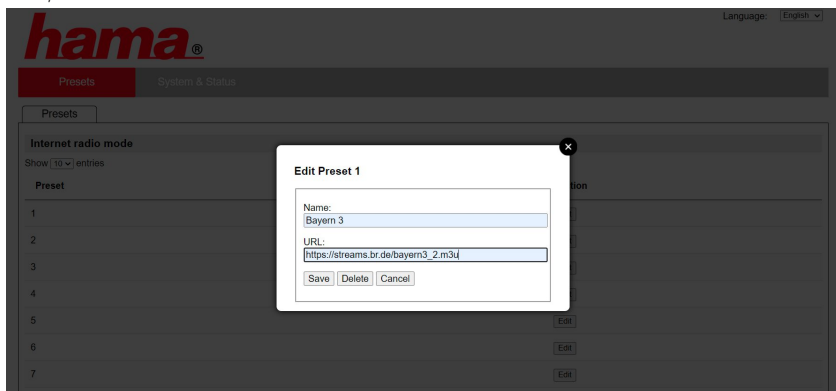 Language: English
hama®
Presets System & Status
Presets
Internet radio mode
Show 10 entries
Preset
1
2
3
4
5 Edit
6 Edit
7 Edit
Edit Preset 1
Name:
Bayern 3
URL:
https://streams.br.de/bayern3_2.m3u
Save Delete Cancel